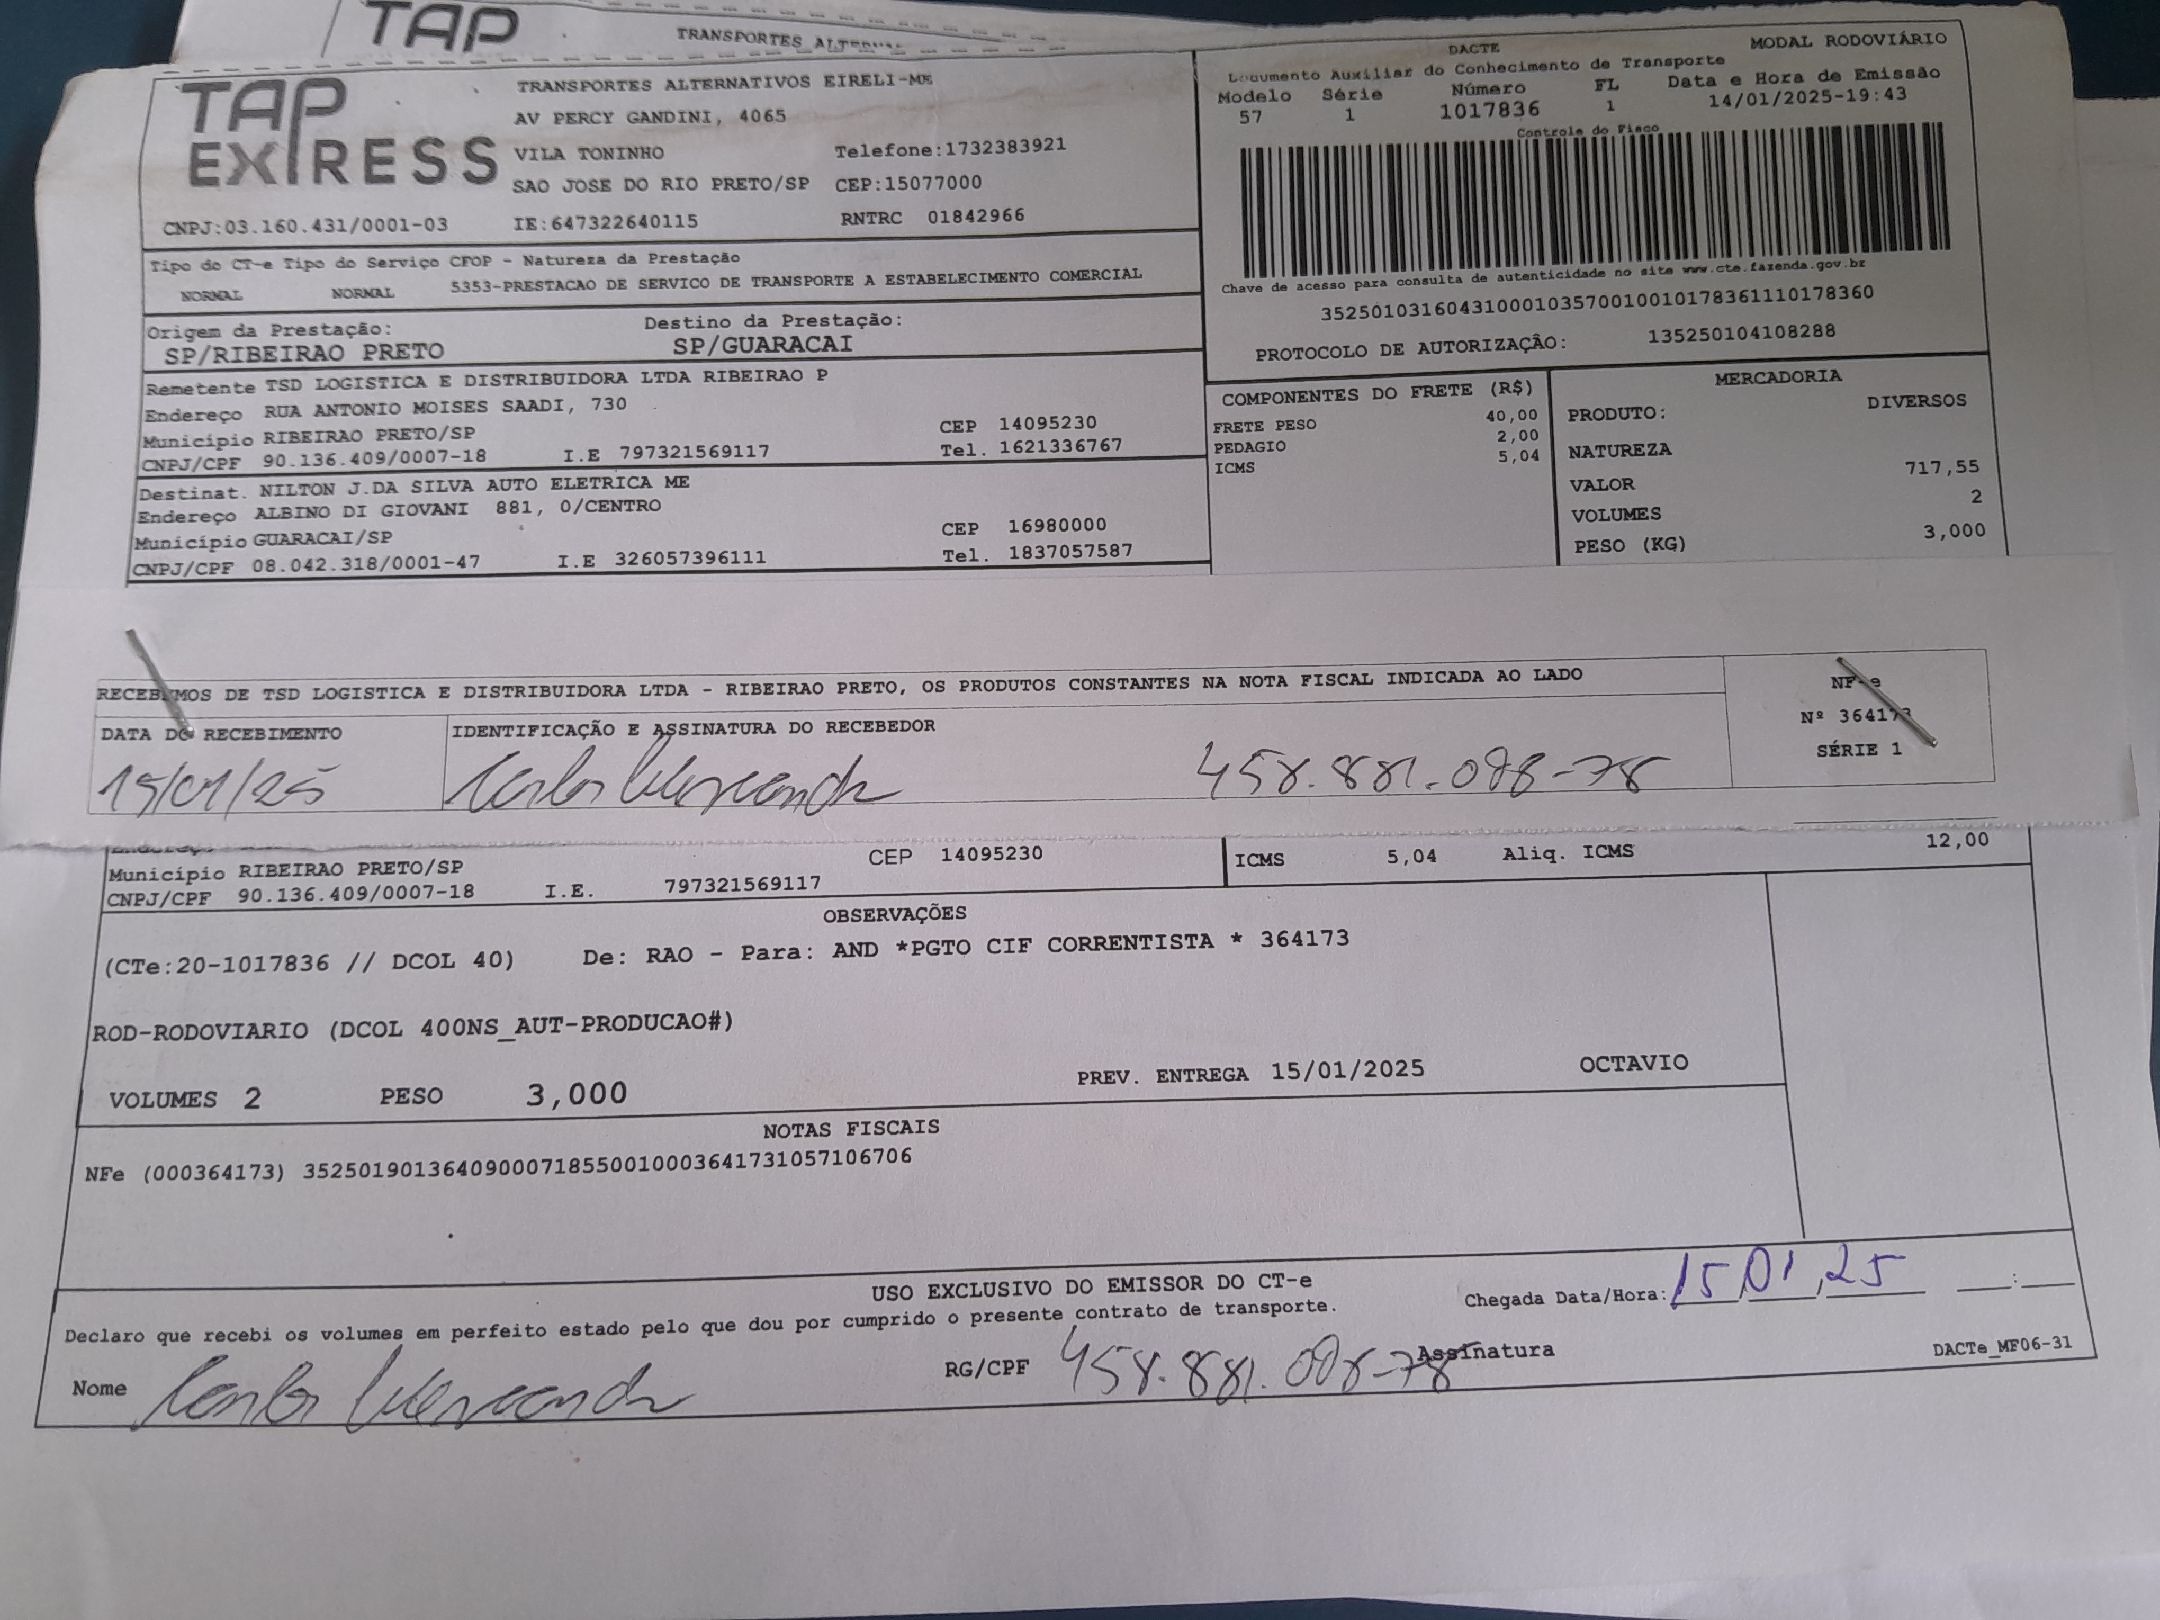 TAP
TRANSPORTES
TAP EXPRESS
TRANSPORTES ALTERNATIVOS EIRELI-ME
AV PERCY GANDINI, 4065
VILA TONINHO Telefone:1732383921
SAO JOSE DO RIO PRETO/SP CEP:15077000
CNPJ:03.160.431/0001-03 IE:647322640115 RNTRC 01842966
DACTE MODAL RODOVIÁRIO
Documento Auxiliar do Conhecimento de Transporte
Modelo Série Número FL Data e Hora de Emissão
57 1 1017836 1 14/01/2025-19:43
Controle do Fisco
Chave de acesso para consulta de autenticidade no site www.cte.fazenda.gov.br
35250103160431000103570010010178361110178360
PROTOCOLO DE AUTORIZAÇÃO: 135250104108288
Tipo do CT-e Tipo do Serviço CFOP - Natureza da Prestação
NORMAL NORMAL 5353-PRESTACAO DE SERVICO DE TRANSPORTE A ESTABELECIMENTO COMERCIAL
Origem da Prestação: Destino da Prestação:
SP/RIBEIRAO PRETO SP/GUARACAI
Remetente TSD LOGISTICA E DISTRIBUIDORA LTDA RIBEIRAO P
Endereço RUA ANTONIO MOISES SAADI, 730
Município RIBEIRAO PRETO/SP CEP 14095230
CNPJ/CPF 90.136.409/0007-18 I.E 797321569117 Tel. 1621336767
Destinat. NILTON J.DA SILVA AUTO ELETRICA ME
Endereço ALBINO DI GIOVANI 881, 0/CENTRO
Município GUARACAI/SP CEP 16980000
CNPJ/CPF 08.042.318/0001-47 I.E 326057396111 Tel. 1837057587
COMPONENTES DO FRETE (R$)
FRETE PESO 40,00
PEDAGIO 2,00
ICMS 5,04
MERCADORIA
PRODUTO: DIVERSOS
NATUREZA
VALOR 717,55
VOLUMES 2
PESO (KG) 3,000
RECEBEMOS DE TSD LOGISTICA E DISTRIBUIDORA LTDA - RIBEIRAO PRETO, OS PRODUTOS CONSTANTES NA NOTA FISCAL INDICADA AO LADO
NF-e
Nº 364173
SÉRIE 1
DATA DO RECEBIMENTO IDENTIFICAÇÃO E ASSINATURA DO RECEBEDOR
15/01/25 458.881.098-78
Município RIBEIRAO PRETO/SP CEP 14095230
CNPJ/CPF 90.136.409/0007-18 I.E. 797321569117
ICMS 5,04 Aliq. ICMS 12,00
OBSERVAÇÕES
(CTe:20-1017836 // DCOL 40) De: RAO - Para: AND *PGTO CIF CORRENTISTA * 364173
ROD-RODOVIARIO (DCOL 400NS_AUT-PRODUCAO#)
VOLUMES 2 PESO 3,000 PREV. ENTREGA 15/01/2025 OCTAVIO
NOTAS FISCAIS
NFe (000364173) 35250190136409000718550010003641731057106706
USO EXCLUSIVO DO EMISSOR DO CT-e
Declaro que recebi os volumes em perfeito estado pelo que dou por cumprido o presente contrato de transporte.
Chegada Data/Hora: 15,01,25 :
Nome RG/CPF 458.881.098-78 Assinatura
DACTe_MF06-31